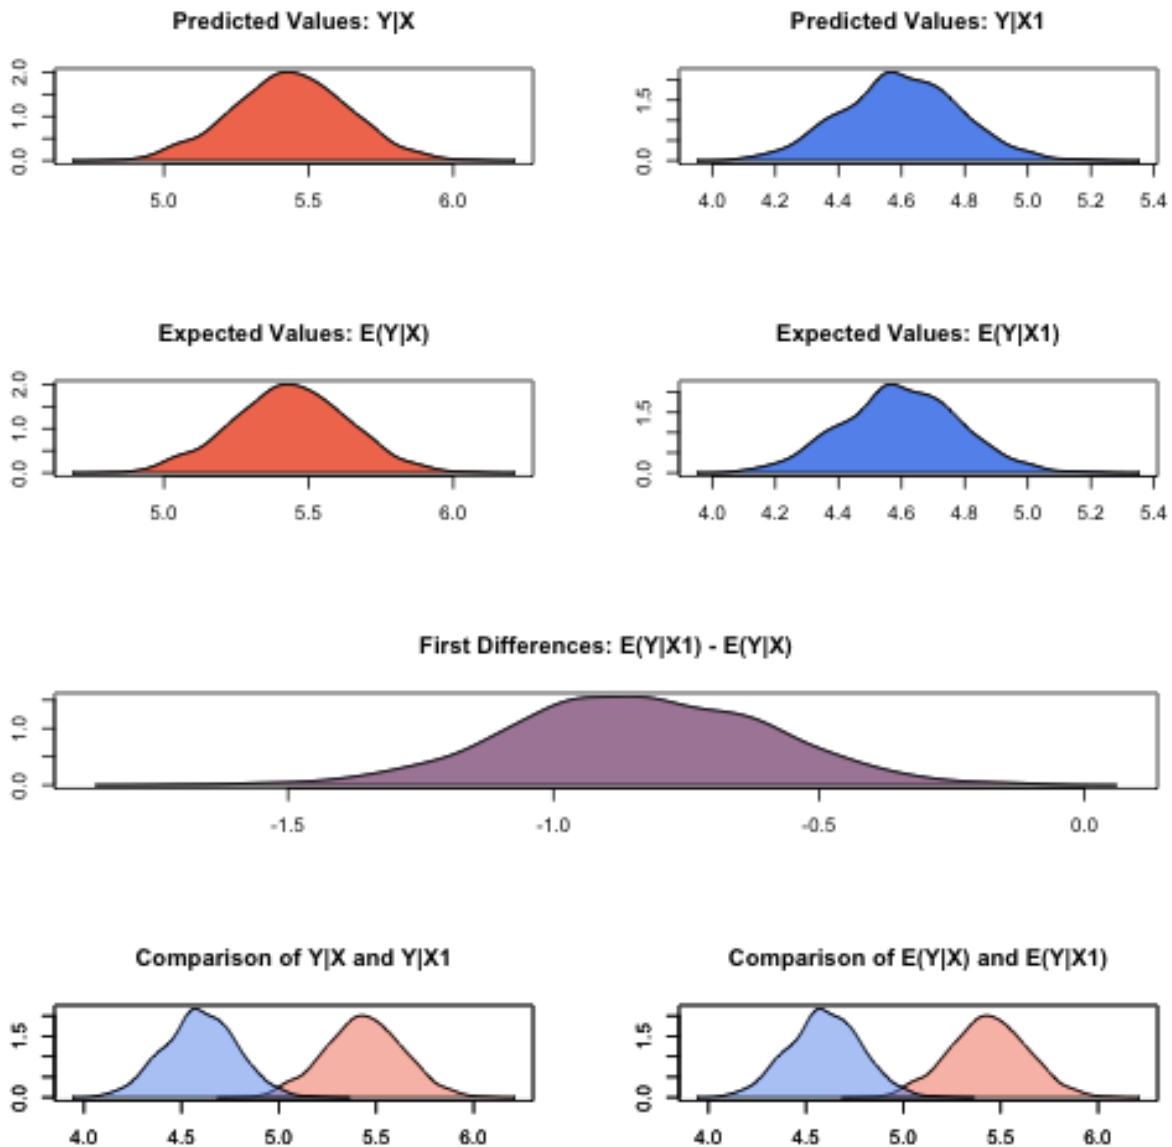 Predicted Values: Y|X
Predicted Values: Y|X1
0.0 1.0 2.0
5.0 5.5 6.0
0.0 1.5
4.0 4.2 4.4 4.6 4.8 5.0 5.2 5.4
Expected Values: E(Y|X)
Expected Values: E(Y|X1)
0.0 1.0 2.0
5.0 5.5 6.0
0.0 1.5
4.0 4.2 4.4 4.6 4.8 5.0 5.2 5.4
First Differences: E(Y|X1) - E(Y|X)
0.0 1.0
-1.5 -1.0 -0.5 0.0
Comparison of Y|X and Y|X1
Comparison of E(Y|X) and E(Y|X1)
0.0 1.5
4.0 4.5 5.0 5.5 6.0
0.0 1.5
4.0 4.5 5.0 5.5 6.0